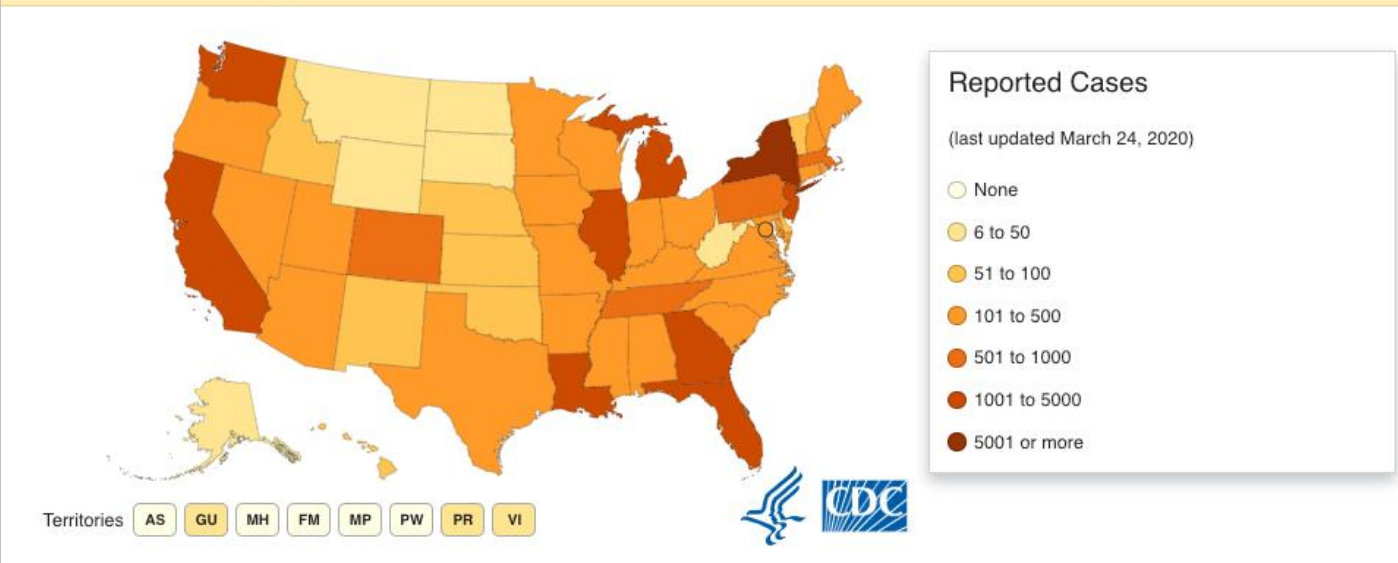 Reported Cases
(last updated March 24, 2020)
None
6 to 50
51 to 100
101 to 500
501 to 1000
1001 to 5000
5001 or more
Territories AS GU MH FM MP PW PR VI
CDC